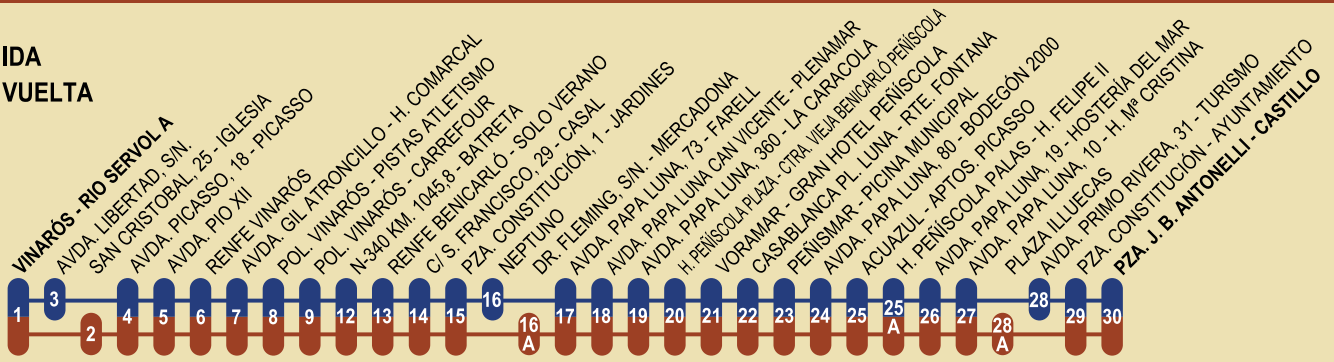 IDA
VUELTA
VINARÓS - RIO SERVOL A
AVDA. LIBERTAD, S/N.
SAN CRISTOBAL, 25 - IGLESIA
AVDA. PICASSO, 18 - PICASSO
AVDA. PIO XII
RENFE VINARÓS
AVDA. GIL ATRONCILLO - H. COMARCAL
POL. VINARÓS - PISTAS ATLETISMO
POL. VINARÓS - CARREFOUR
N-340 KM. 1045,8 - BATRETA
RENFE BENICARLÓ - SOLO VERANO
C/ S. FRANCISCO, 29 - CASAL
PZA. CONSTITUCIÓN, 1 - JARDINES
NEPTUNO
DR. FLEMING, S/N. - MERCADONA
AVDA. PAPA LUNA, 73 - FARELL
AVDA. PAPA LUNA CAN VICENTE - PLENAMAR
AVDA. PAPA LUNA, 360 - LA CARACOLA
H. PEÑÍSCOLA PLAZA - CTRA. VIEJA BENICARLÓ PEÑÍSCOLA
VORAMAR - GRAN HOTEL PEÑÍSCOLA
CASABLANCA PL. LUNA - RTE. FONTANA
PEÑISMAR - PICINA MUNICIPAL
AVDA. PAPA LUNA, 80 - BODEGÓN 2000
ACUAZUL - APTOS. PICASSO
H. PEÑÍSCOLA PALAS - H. FELIPE II
AVDA. PAPA LUNA, 19 - HOSTERÍA DEL MAR
AVDA. PAPA LUNA, 10 - H. Mª CRISTINA
PLAZA ILLUECAS
AVDA. PRIMO RIVERA, 31 - TURISMO
PZA. CONSTITUCIÓN - AYUNTAMIENTO
PZA. J. B. ANTONELLI - CASTILLO
1
3
2
4
5
6
7
8
9
12
13
14
15
16
16
A
17
18
19
20
21
22
23
24
25
25
A
26
27
28
A
28
29
30